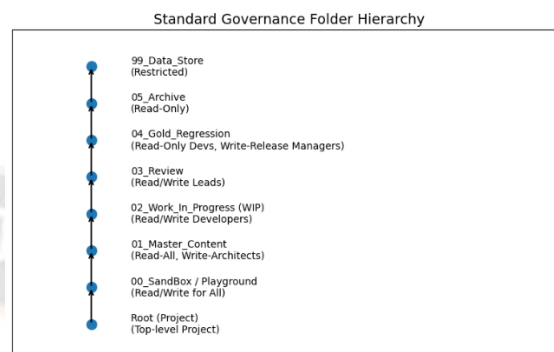 Standard Governance Folder Hierarchy
99_Data_Store
(Restricted)
05_Archive
(Read-Only)
04_Gold_Regression
(Read-Only Devs, Write-Release Managers)
03_Review
(Read/Write Leads)
02_Work_In_Progress (WIP)
(Read/Write Developers)
01_Master_Content
(Read-All, Write-Architects)
00_SandBox / Playground
(Read/Write for All)
Root (Project)
(Top-level Project)